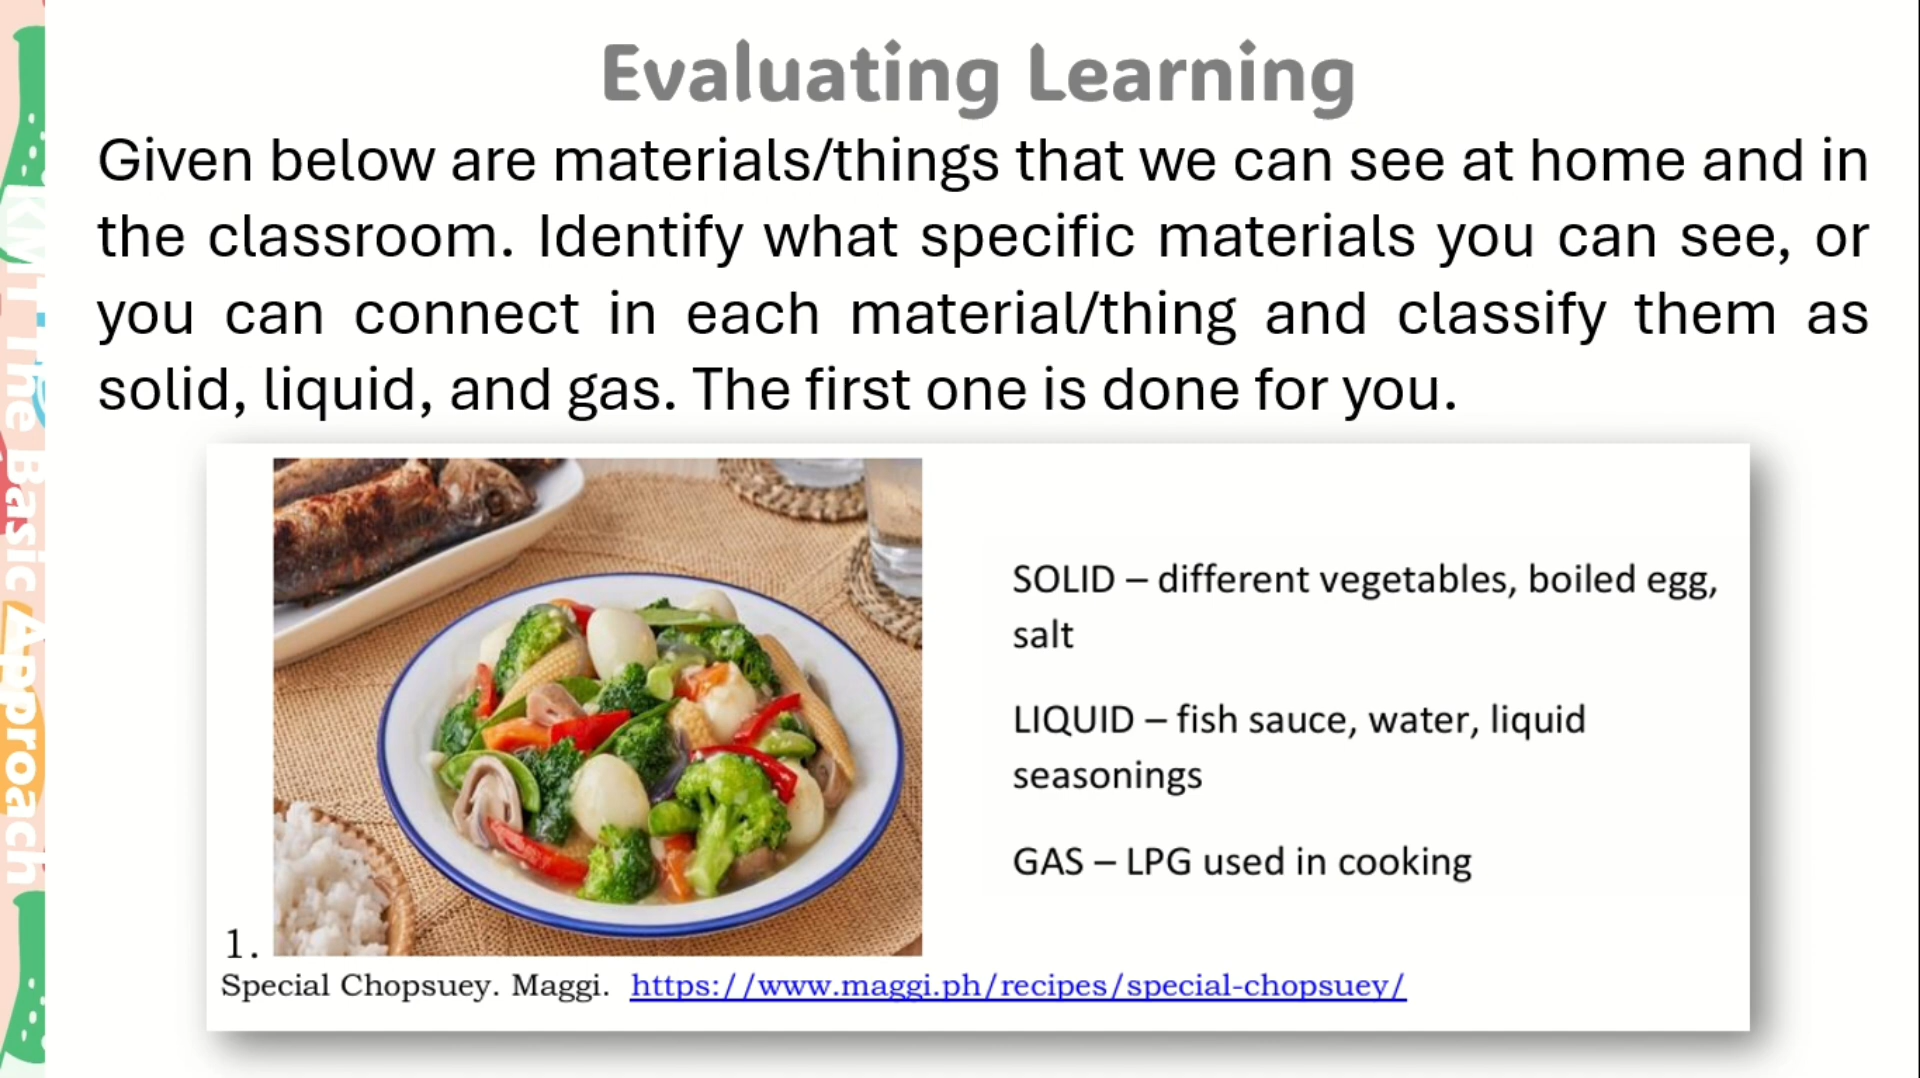 Evaluating Learning
Given below are materials/things that we can see at home and in
the classroom. Identify what specific materials you can see, or
you can connect in each material/thing and classify them as
solid, liquid, and gas. The first one is done for you.
SOLID – different vegetables, boiled egg,
salt
LIQUID – fish sauce, water, liquid
seasonings
GAS – LPG used in cooking
1.
Special Chopsuey. Maggi. https://www.maggi.ph/recipes/special-chopsuey/
The Basic Approach